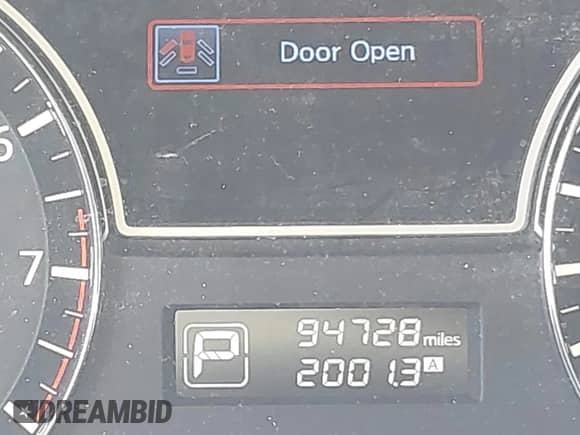 Door Open
6
7
P
94728 miles
2001.3 A
DREAMBID